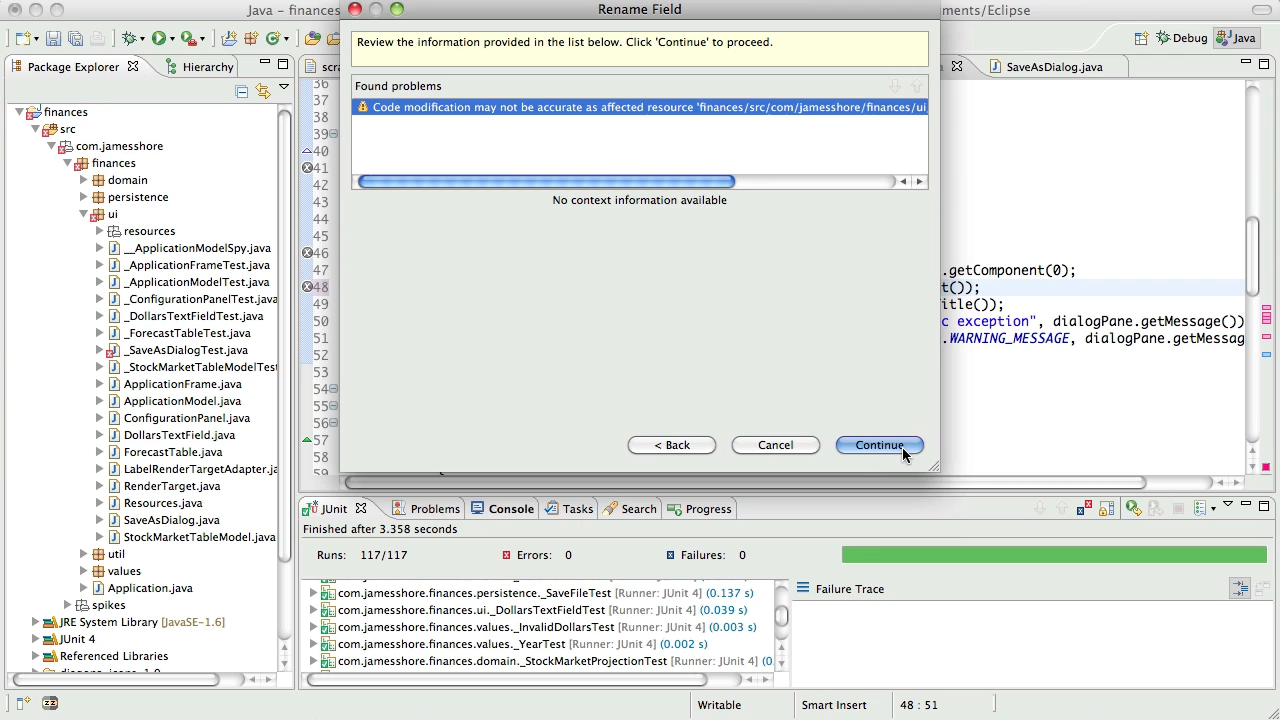 Java – finances
Rename Field
ments/Eclipse
Debug
Java
Package Explorer
Hierarchy
SaveAsDialog.java
Review the information provided in the list below. Click 'Continue' to proceed.
Found problems
Code modification may not be accurate as affected resource 'finances/src/com/jamesshore/finances/ui
No context information available
< Back
Cancel
Continue
finances
src
com.jamesshore
finances
domain
persistence
ui
resources
__ApplicationModelSpy.java
_ApplicationFrameTest.java
_ApplicationModelTest.java
_ConfigurationPanelTest.java
_DollarsTextFieldTest.java
_ForecastTableTest.java
_SaveAsDialogTest.java
_StockMarketTableModelTest
ApplicationFrame.java
ApplicationModel.java
ConfigurationPanel.java
DollarsTextField.java
ForecastTable.java
LabelRenderTargetAdapter.ja
RenderTarget.java
Resources.java
SaveAsDialog.java
StockMarketTableModel.java
util
values
Application.java
spikes
JRE System Library [JavaSE-1.6]
JUnit 4
Referenced Libraries
36
37
38
39
40
41
42
43
44
45
46
47 .getComponent(0);
48 t());
49 itle());
50 c exception", dialogPane.getMessage())
51 .WARNING_MESSAGE, dialogPane.getMessag
52
53
54
55
56
57
58
59
JUnit
Problems
Console
Tasks
Search
Progress
Finished after 3.358 seconds
Runs: 117/117
Errors: 0
Failures: 0
com.jamesshore.finances.persistence._SaveFileTest [Runner: JUnit 4] (0.137 s)
com.jamesshore.finances.ui._DollarsTextFieldTest [Runner: JUnit 4] (0.039 s)
com.jamesshore.finances.values._InvalidDollarsTest [Runner: JUnit 4] (0.003 s)
com.jamesshore.finances.values._YearTest [Runner: JUnit 4] (0.002 s)
com.jamesshore.finances.domain._StockMarketProjectionTest [Runner: JUnit 4] (0
Failure Trace
Writable
Smart Insert
48 : 51